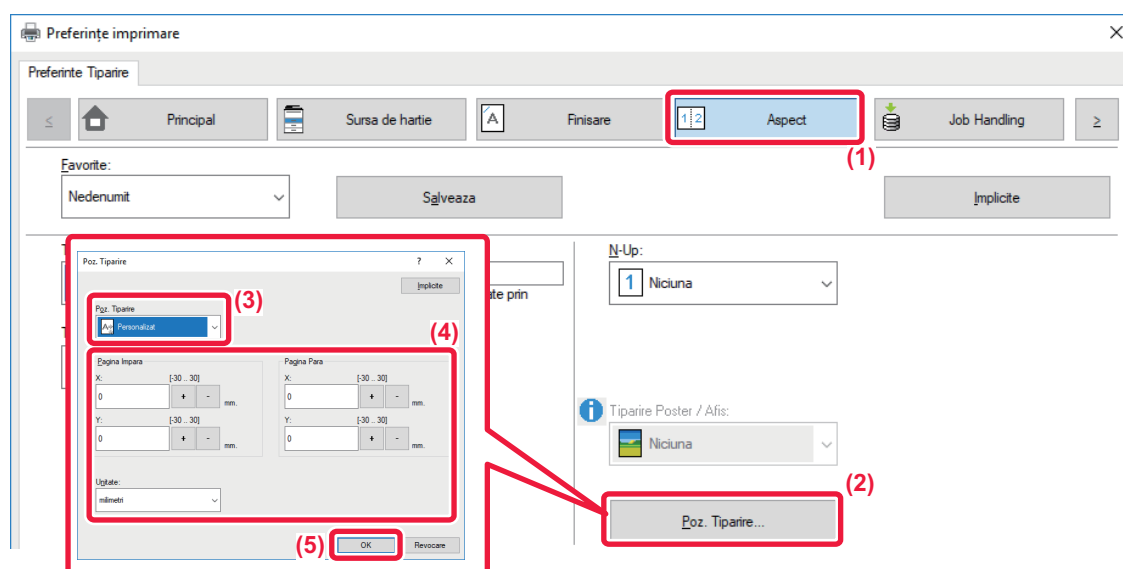 Preferințe imprimare
Preferinte Tiparire
≤
Principal
Sursa de hartie
A
Finisare
1 2
Aspect
Job Handling
≥
(1)
Favorite:
Nedenumit
Salveaza
Implicite
N-Up:
1 Niciuna
ate prin
Poz. Tiparire
? X
Implicite
Poz. Tiparire
Personalizat
(3)
(4)
Pagina Impara
X: [-30 .. 30]
0 + - mm.
Y: [-30 .. 30]
0 + - mm.
Pagina Para
X: [-30 .. 30]
0 + - mm.
Y: [-30 .. 30]
0 + - mm.
Unitate:
milimetri
(5)
OK
Revocare
Tiparire Poster / Afis:
Niciuna
(2)
Poz. Tiparire...